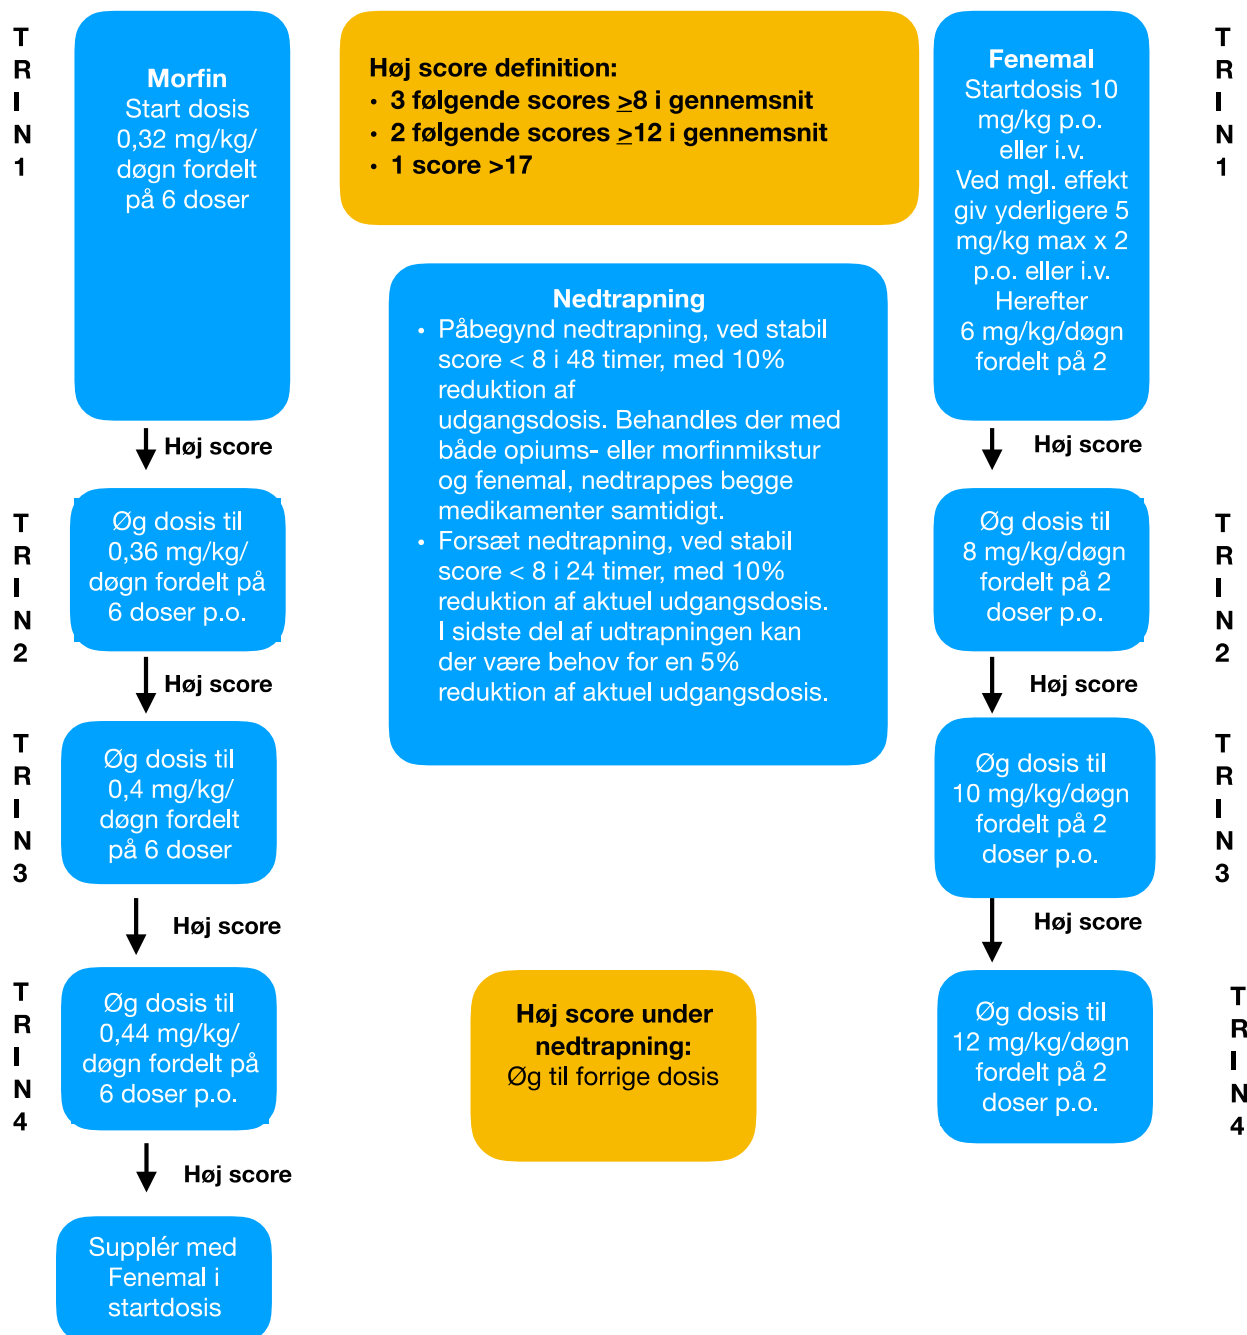 T
R
I
N
1
Morfin
Start dosis
0,32 mg/kg/
døgn fordelt
på 6 doser
Høj score definition:
• 3 følgende scores ≥8 i gennemsnit
• 2 følgende scores ≥12 i gennemsnit
• 1 score >17
Fenemal
Startdosis 10
mg/kg p.o.
eller i.v.
Ved mgl. effekt
giv yderligere 5
mg/kg max x 2
p.o. eller i.v.
Herefter
6 mg/kg/døgn
fordelt på 2
T
R
I
N
1
Nedtrapning
• Påbegynd nedtrapning, ved stabil
score < 8 i 48 timer, med 10%
reduktion af
udgangsdosis. Behandles der med
både opiums- eller morfinmikstur
og fenemal, nedtrappes begge
medikamenter samtidigt.
• Forsæt nedtrapning, ved stabil
score < 8 i 24 timer, med 10%
reduktion af aktuel udgangsdosis.
I sidste del af udtrapningen kan
der være behov for en 5%
reduktion af aktuel udgangsdosis.
Høj score
Høj score
T
R
I
N
2
Øg dosis til
0,36 mg/kg/
døgn fordelt på
6 doser p.o.
Øg dosis til
8 mg/kg/døgn
fordelt på 2
doser p.o.
T
R
I
N
2
Høj score
Høj score
T
R
I
N
3
Øg dosis til
0,4 mg/kg/
døgn fordelt
på 6 doser
Øg dosis til
10 mg/kg/døgn
fordelt på 2
doser p.o.
T
R
I
N
3
Høj score
Høj score
T
R
I
N
4
Øg dosis til
0,44 mg/kg/
døgn fordelt på
6 doser p.o.
Høj score under
nedtrapning:
Øg til forrige dosis
Øg dosis til
12 mg/kg/døgn
fordelt på 2
doser p.o.
T
R
I
N
4
Høj score
Supplér med
Fenemal i
startdosis